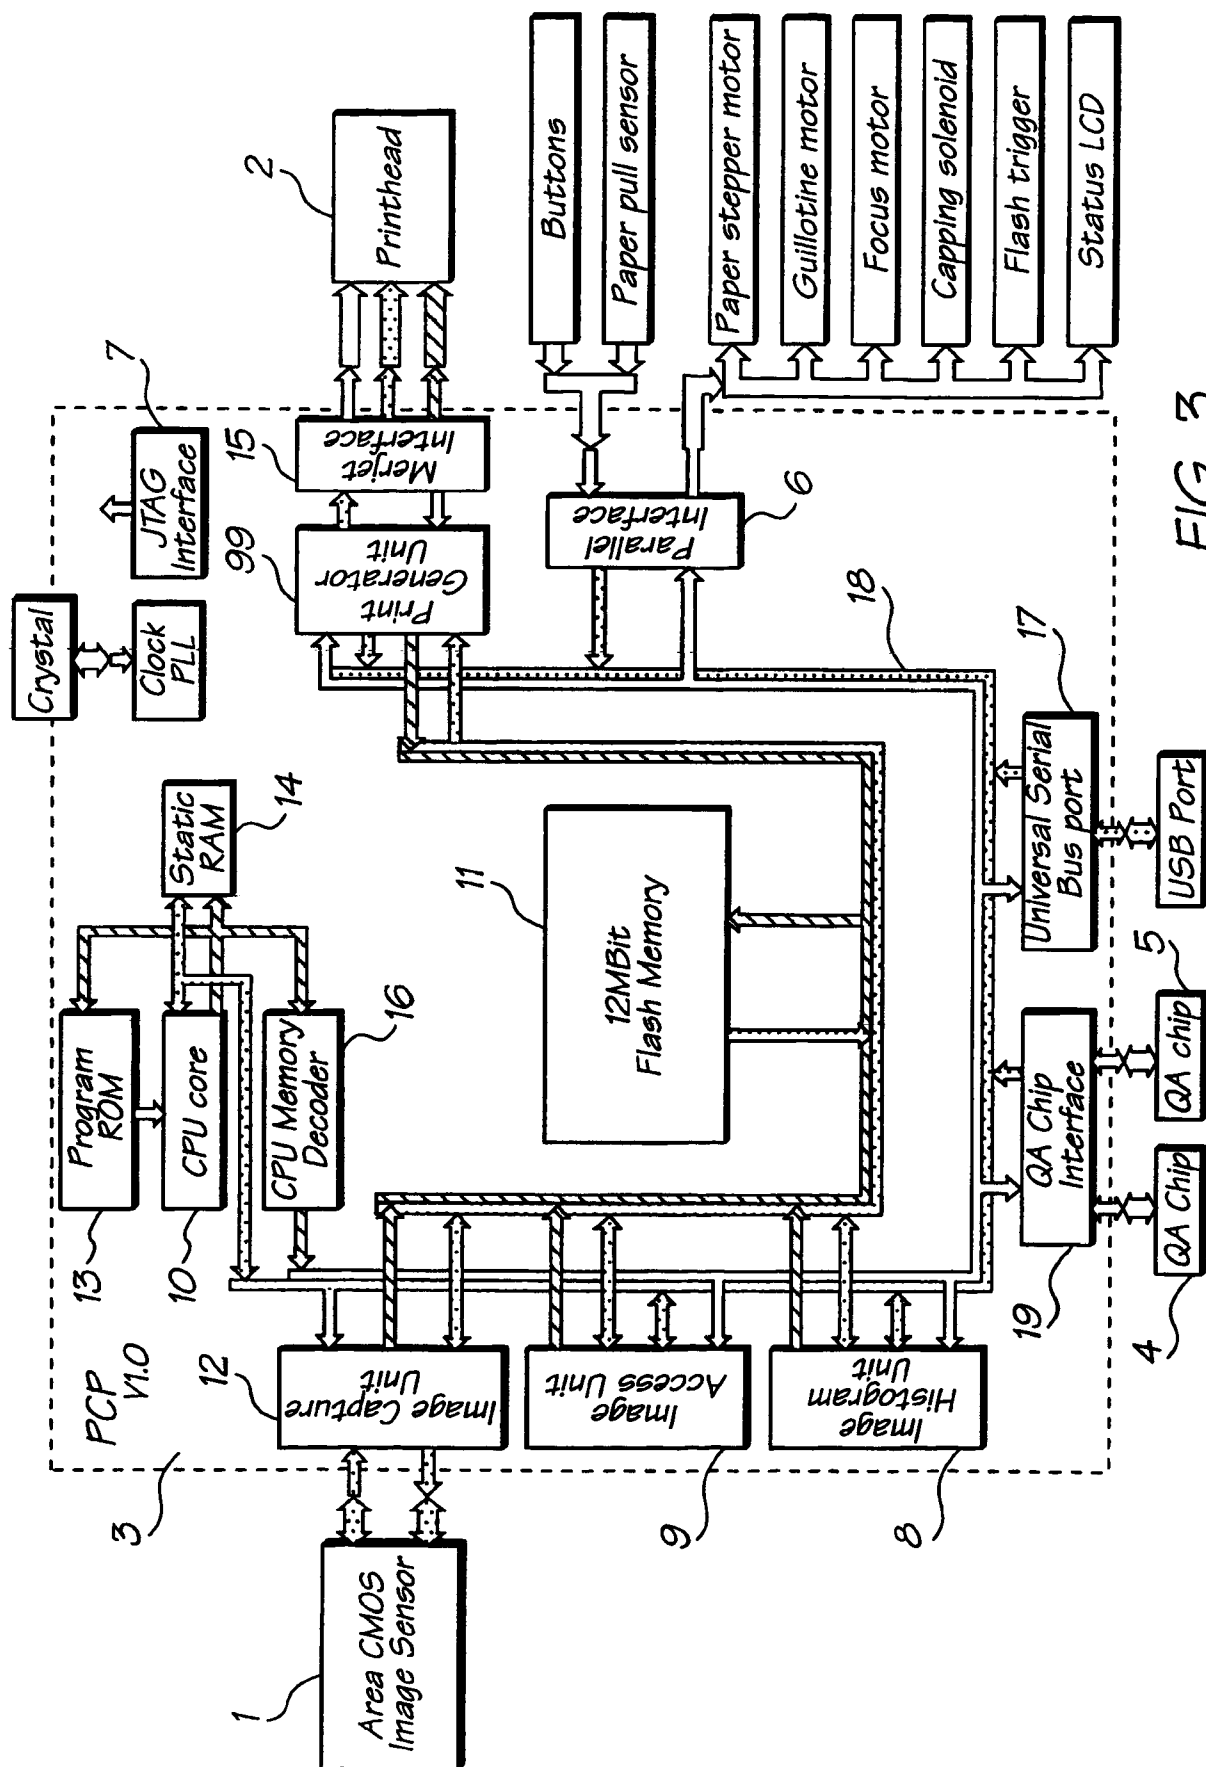 PCP
V1.0
3
1
Area CMOS
Image Sensor
12
Image Capture
Unit
9
Image
Access Unit
8
Image
Histogram
Unit
13
Program
ROM
10
CPU core
CPU Memory
Decoder
16
Static
RAM
14
Crystal
Clock
PLL
JTAG
Interface
7
11
12MBit
Flash Memory
99
Print
Generator
Unit
15
Merjet
Interface
2
Printhead
Parallel
Interface
6
Buttons
Paper pull sensor
Paper stepper motor
Guillotine motor
Focus motor
Capping solenoid
Flash trigger
Status LCD
18
19
QA Chip
Interface
17
Universal Serial
Bus port
4
QA Chip
5
QA chip
USB Port
FIG. 3